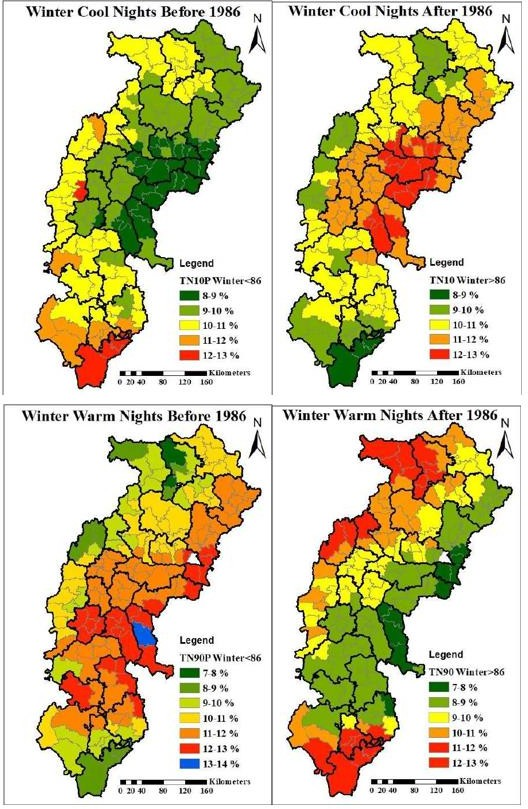 Winter Cool Nights Before 1986
N
Legend
TN10P Winter<86
8-9 %
9-10 %
10-11 %
11-12 %
12-13 %
0 20 40 80 120 160
Kilometers
Winter Cool Nights After 1986
N
Legend
TN10 Winter>86
8-9 %
9-10 %
10-11 %
11-12 %
12-13 %
0 20 40 80 120 160
Kilometers
Winter Warm Nights Before 1986
N
Legend
TN90P Winter<86
7-8 %
8-9 %
9-10 %
10-11 %
11-12 %
12-13 %
13-14 %
0 20 40 80 120 160
Kilometers
Winter Warm Nights After 1986
N
Legend
TN90 Winter>86
7-8 %
8-9 %
9-10 %
10-11 %
11-12 %
12-13 %
0 20 40 80 120 160
Kilometers